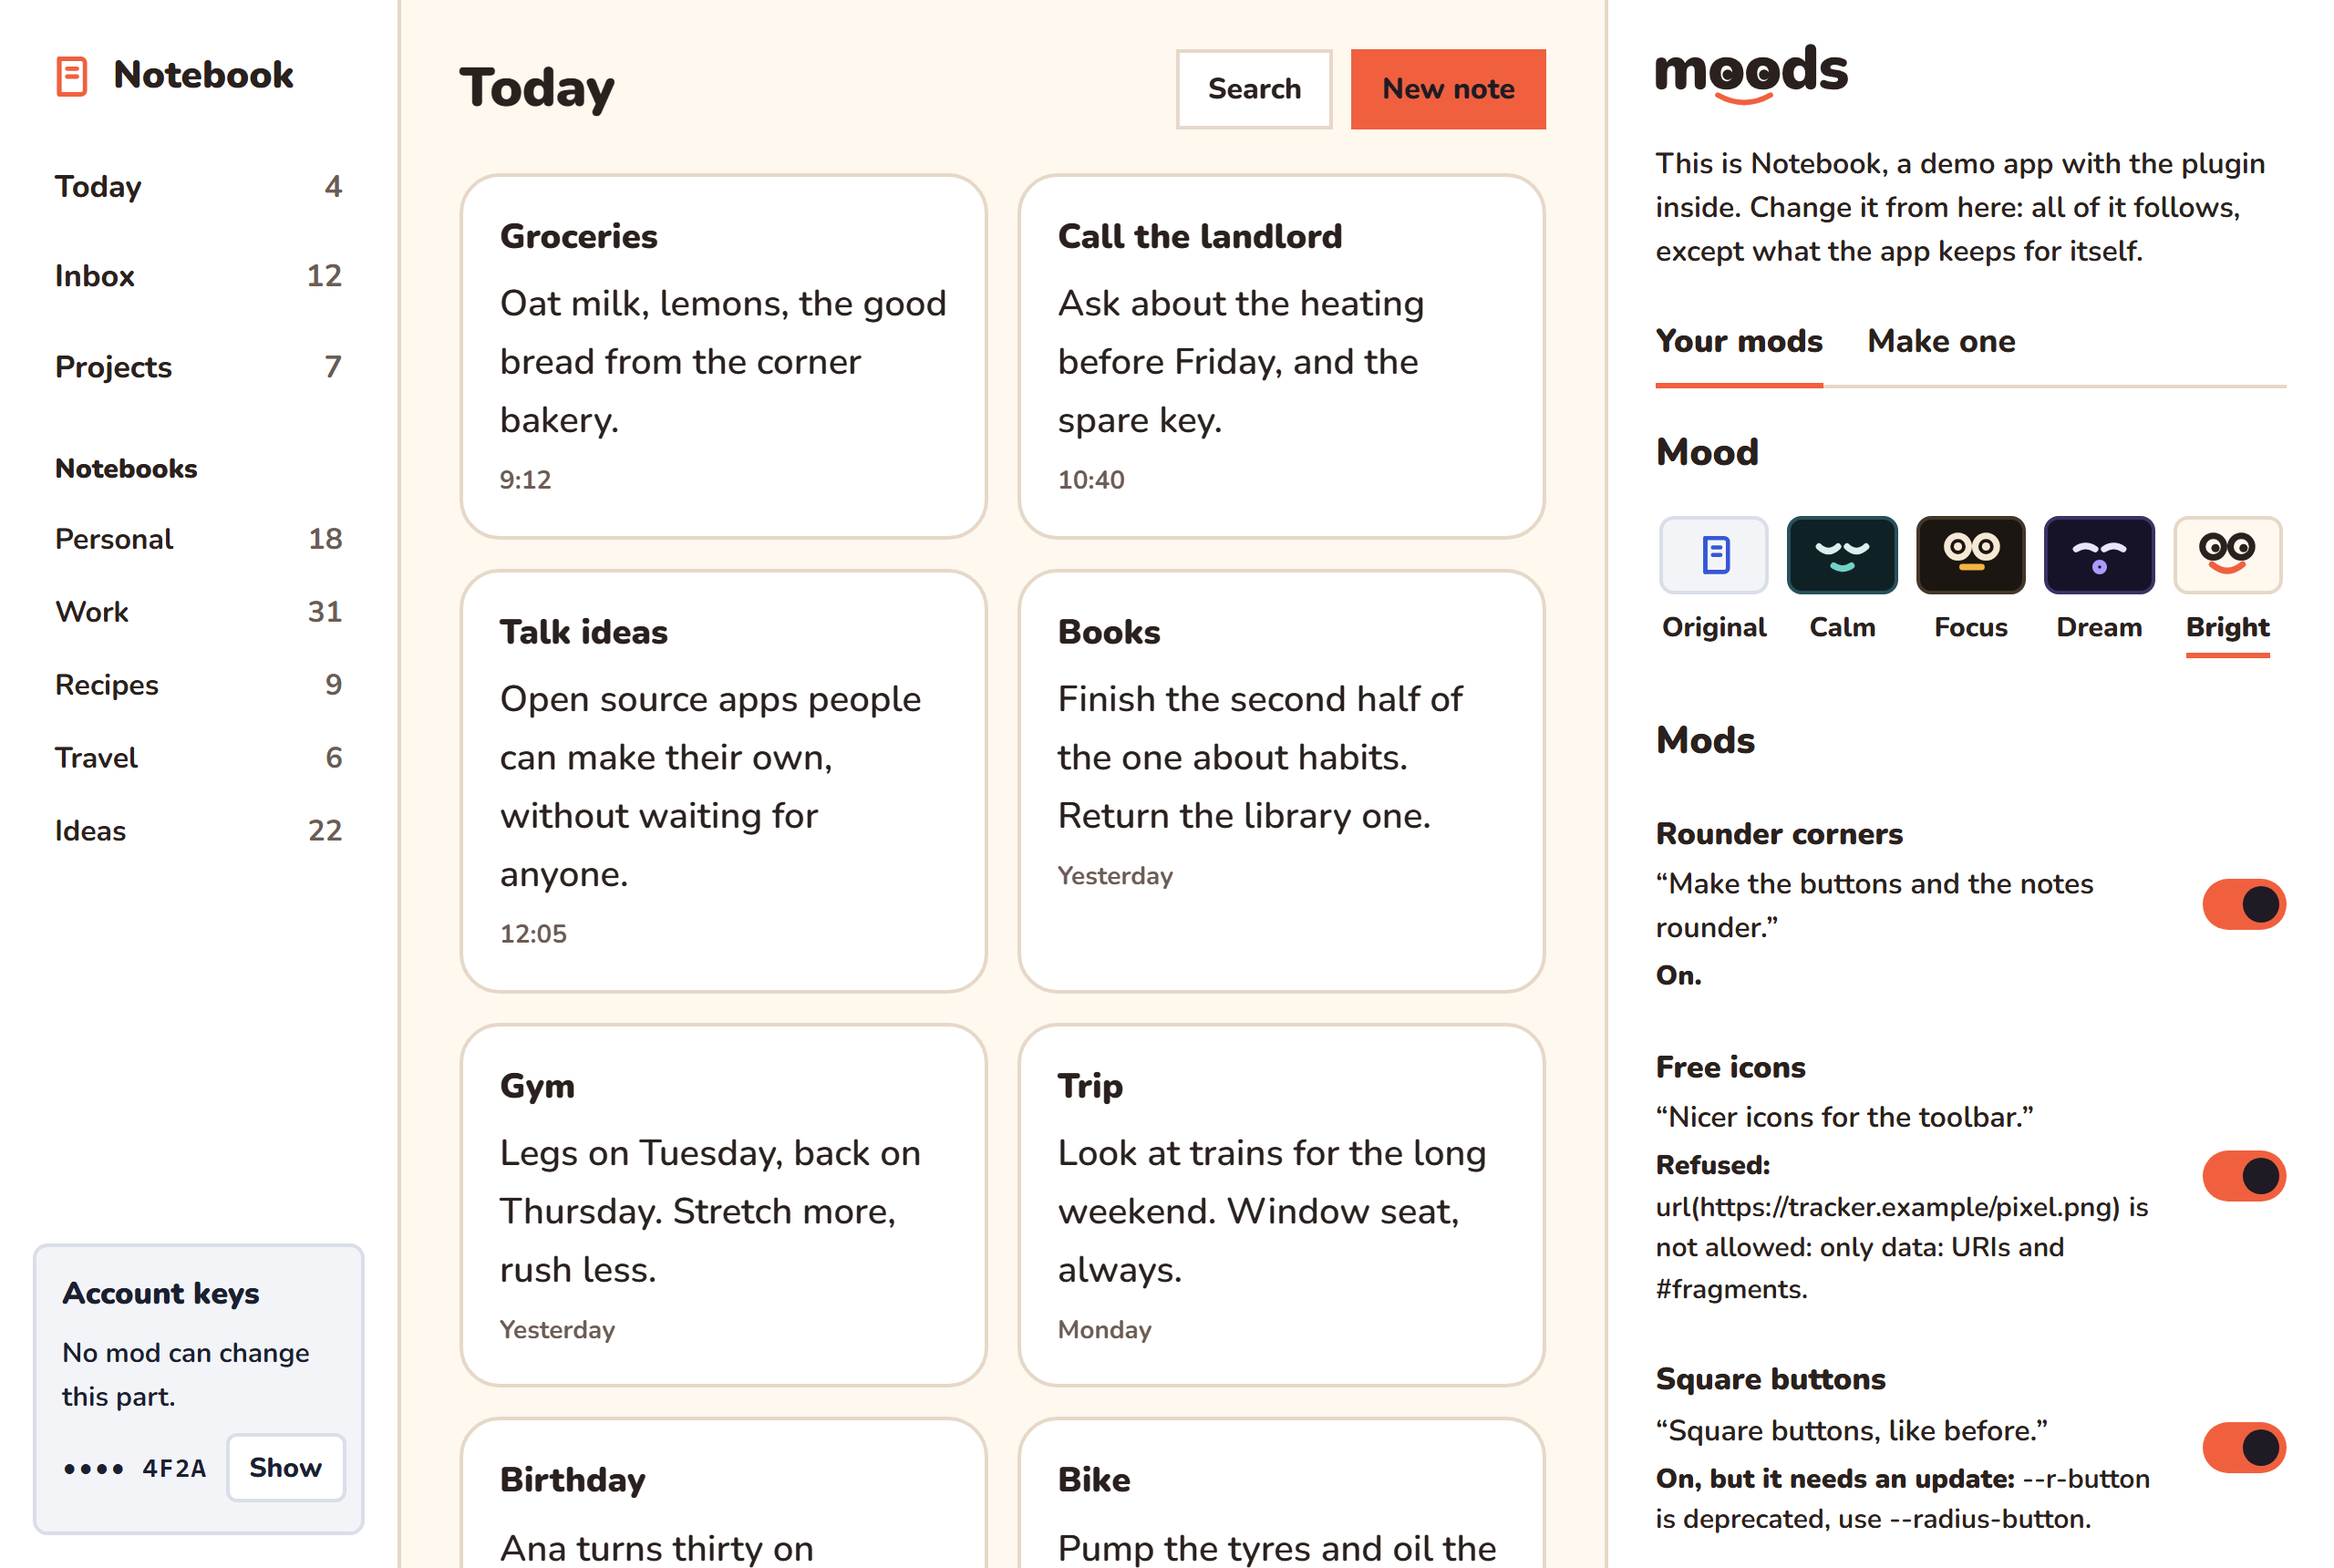 Notebook
Today 4
Inbox 12
Projects 7
Notebooks
Personal 18
Work 31
Recipes 9
Travel 6
Ideas 22
Account keys
No mod can change
this part.
•••• 4F2A Show
Today
Search
New note
Groceries
Oat milk, lemons, the good
bread from the corner
bakery.
9:12
Call the landlord
Ask about the heating
before Friday, and the
spare key.
10:40
Talk ideas
Open source apps people
can make their own,
without waiting for
anyone.
12:05
Books
Finish the second half of
the one about habits.
Return the library one.
Yesterday
Gym
Legs on Tuesday, back on
Thursday. Stretch more,
rush less.
Yesterday
Trip
Look at trains for the long
weekend. Window seat,
always.
Monday
Birthday
Ana turns thirty on
Bike
Pump the tyres and oil the
moods
This is Notebook, a demo app with the plugin
inside. Change it from here: all of it follows,
except what the app keeps for itself.
Your mods Make one
Mood
Original Calm Focus Dream Bright
Mods
Rounder corners
“Make the buttons and the notes
rounder.”
On.
Free icons
“Nicer icons for the toolbar.”
Refused:
url(https://tracker.example/pixel.png) is
not allowed: only data: URIs and
#fragments.
Square buttons
“Square buttons, like before.”
On, but it needs an update: --r-button
is deprecated, use --radius-button.